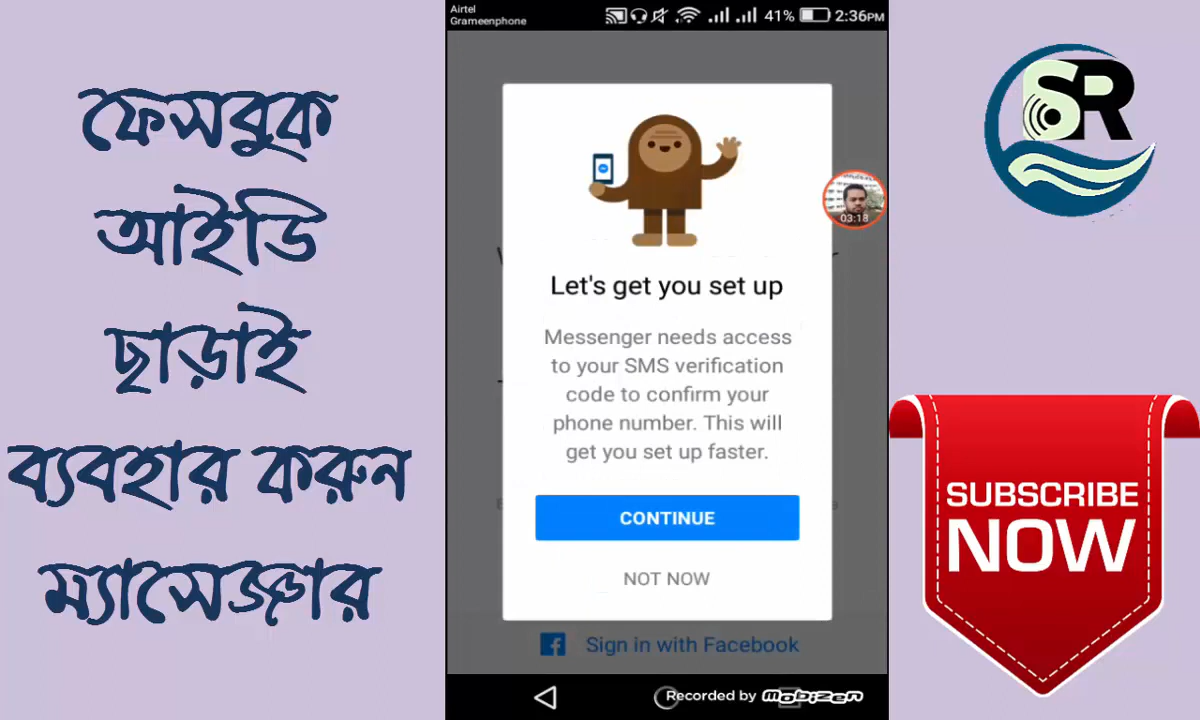 ফেসবুক
আইডি
ছাড়াই
ব্যবহার করুন
ম্যাসেঞ্জার
Airtel
Grameenphone
41% 2:36PM
03:18
Let's get you set up
Messenger needs access
to your SMS verification
code to confirm your
phone number. This will
get you set up faster.
CONTINUE
NOT NOW
Sign in with Facebook
Recorded by mobizen
SR
SUBSCRIBE
NOW